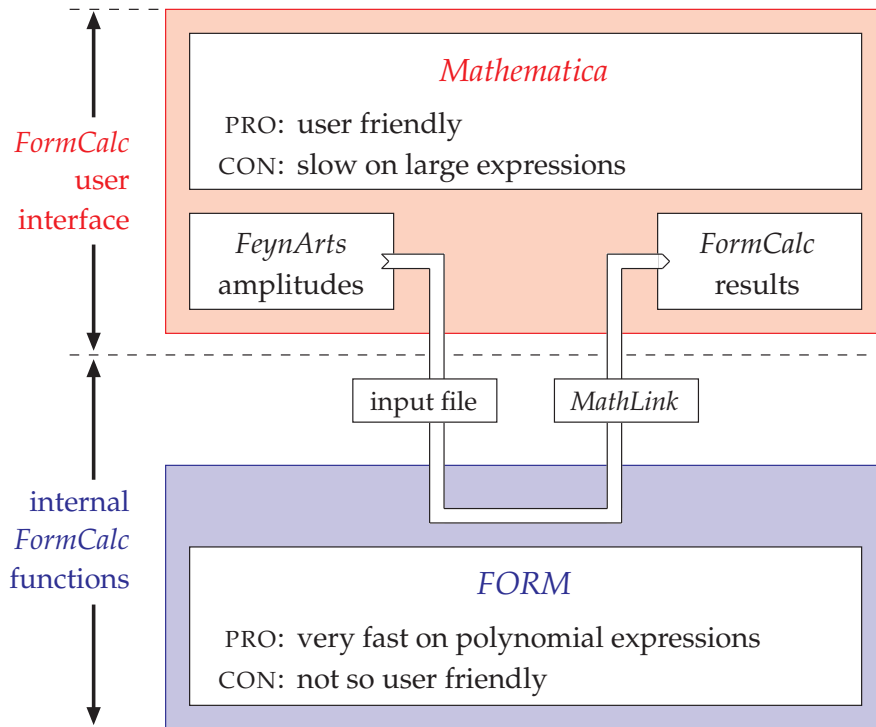 Mathematica
PRO: user friendly
CON: slow on large expressions
FormCalc
user
interface
FeynArts
amplitudes
FormCalc
results
input file
MathLink
internal
FormCalc
functions
FORM
PRO: very fast on polynomial expressions
CON: not so user friendly